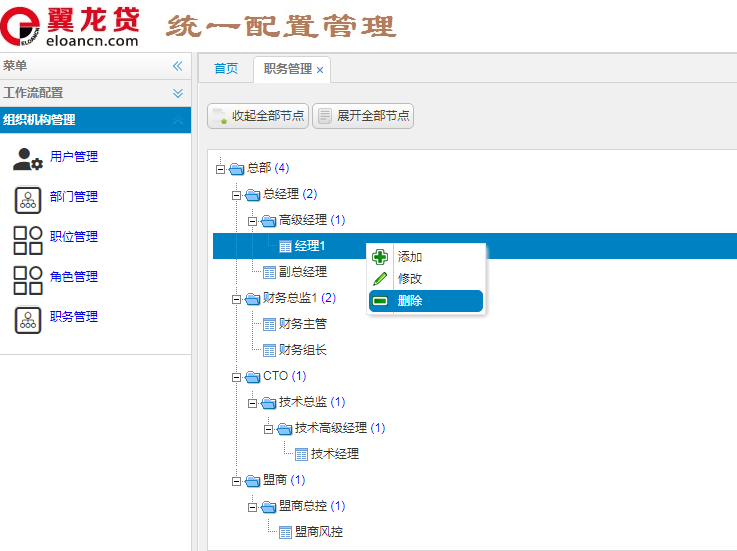 翼龙贷
eloancn.com
ELOANCN
统一配置管理
菜单
工作流配置
组织机构管理
用户管理
部门管理
职位管理
角色管理
职务管理
首页
职务管理
收起全部节点
展开全部节点
总部 (4)
总经理 (2)
高级经理 (1)
经理1
副总经理
财务总监1 (2)
财务主管
财务组长
CTO (1)
技术总监 (1)
技术高级经理 (1)
技术经理
盟商 (1)
盟商总控 (1)
盟商风控
添加
修改
删除